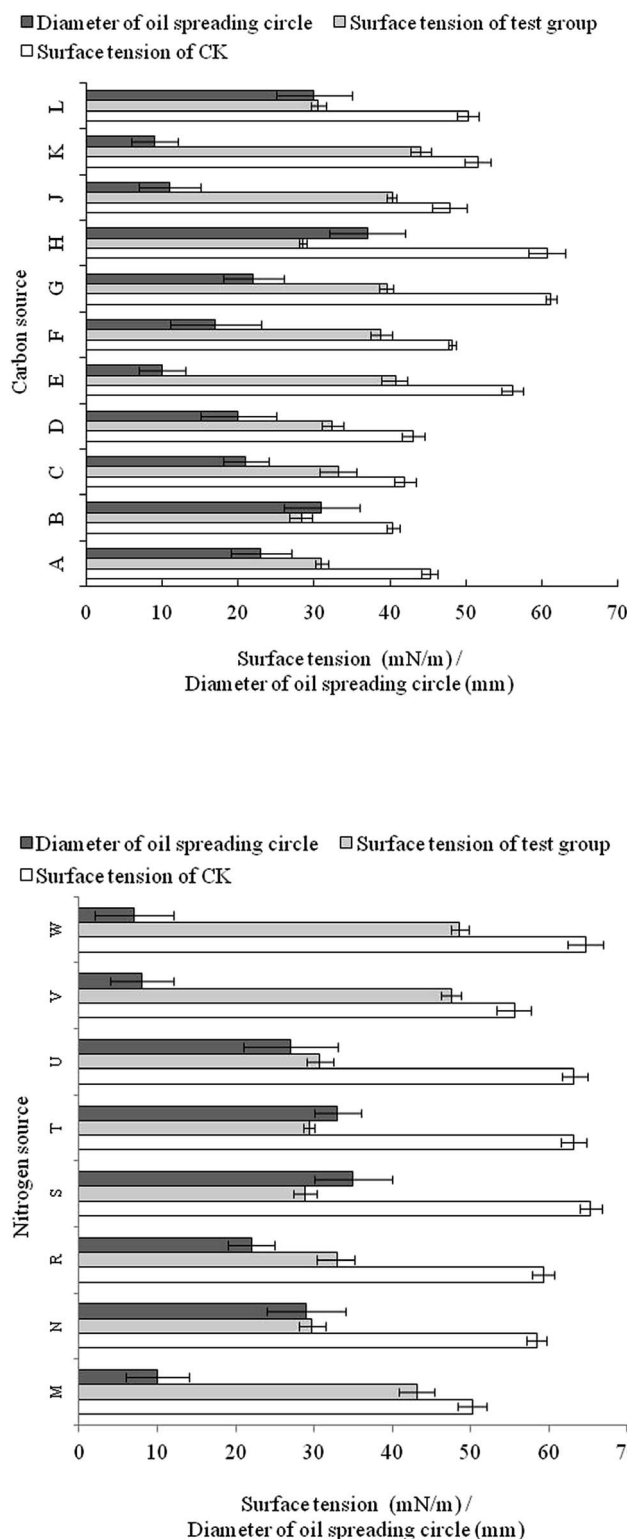 Diameter of oil spreading circle Surface tension of test group
Surface tension of CK
Carbon source
L
K
J
H
G
F
E
D
C
B
A
0 10 20 30 40 50 60 70
Surface tension (mN/m) /
Diameter of oil spreading circle (mm)
Diameter of oil spreading circle Surface tension of test group
Surface tension of CK
Nitrogen source
W
V
U
T
S
R
N
M
0 10 20 30 40 50 60 70
Surface tension (mN/m) /
Diameter of oil spreading circle (mm)